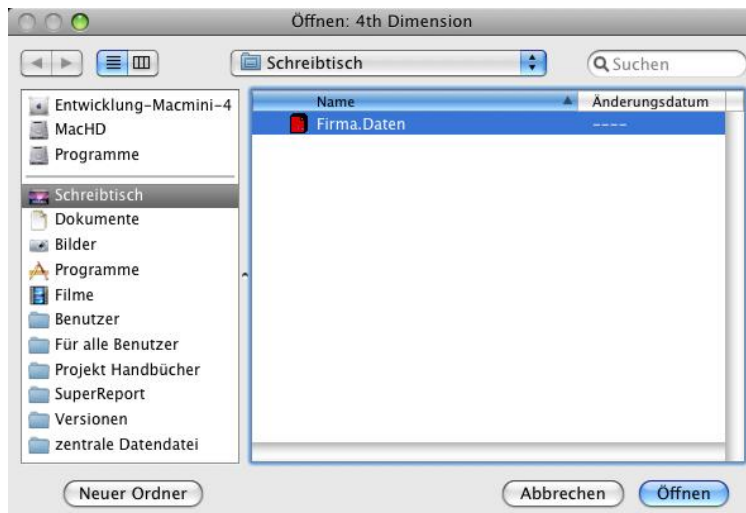 Öffnen: 4th Dimension
Schreibtisch
Suchen
Entwicklung-Macmini-4
MacHD
Programme
Schreibtisch
Dokumente
Bilder
Programme
Filme
Benutzer
Für alle Benutzer
Projekt Handbücher
SuperReport
Versionen
zentrale Datendatei
Name Änderungsdatum
Firma.Daten ----
Neuer Ordner Abbrechen Öffnen